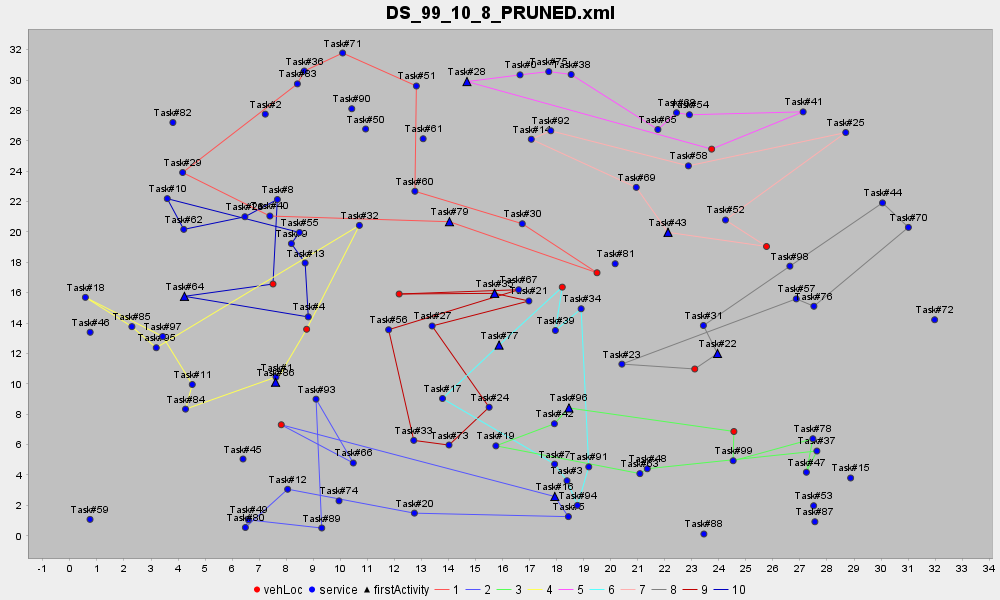 DS_99_10_8_PRUNED.xml
32
30
28
26
24
22
20
18
16
14
12
10
8
6
4
2
0
Task#71
Task#36
Task#83
Task#51
Task#28
Task#75
Task#38
Task#2
Task#90
Task#50
Task#61
Task#82
Task#92
Task#14
Task#54
Task#65
Task#41
Task#25
Task#58
Task#29
Task#10
Task#8
Task#40
Task#62
Task#55
Task#9
Task#13
Task#32
Task#60
Task#79
Task#30
Task#69
Task#43
Task#52
Task#44
Task#70
Task#81
Task#98
Task#64
Task#4
Task#18
Task#46
Task#85
Task#97
Task#95
Task#67
Task#21
Task#34
Task#39
Task#56
Task#27
Task#77
Task#57
Task#76
Task#72
Task#31
Task#22
Task#23
Task#11
Task#84
Task#1
Task#86
Task#93
Task#17
Task#24
Task#96
Task#42
Task#33
Task#73
Task#19
Task#78
Task#37
Task#45
Task#66
Task#7
Task#91
Task#48
Task#63
Task#99
Task#47
Task#15
Task#3
Task#16
Task#94
Task#5
Task#12
Task#74
Task#20
Task#59
Task#49
Task#80
Task#89
Task#53
Task#87
Task#88
-1 0 1 2 3 4 5 6 7 8 9 10 11 12 13 14 15 16 17 18 19 20 21 22 23 24 25 26 27 28 29 30 31 32 33 34
vehLoc service firstActivity 1 2 3 4 5 6 7 8 9 10